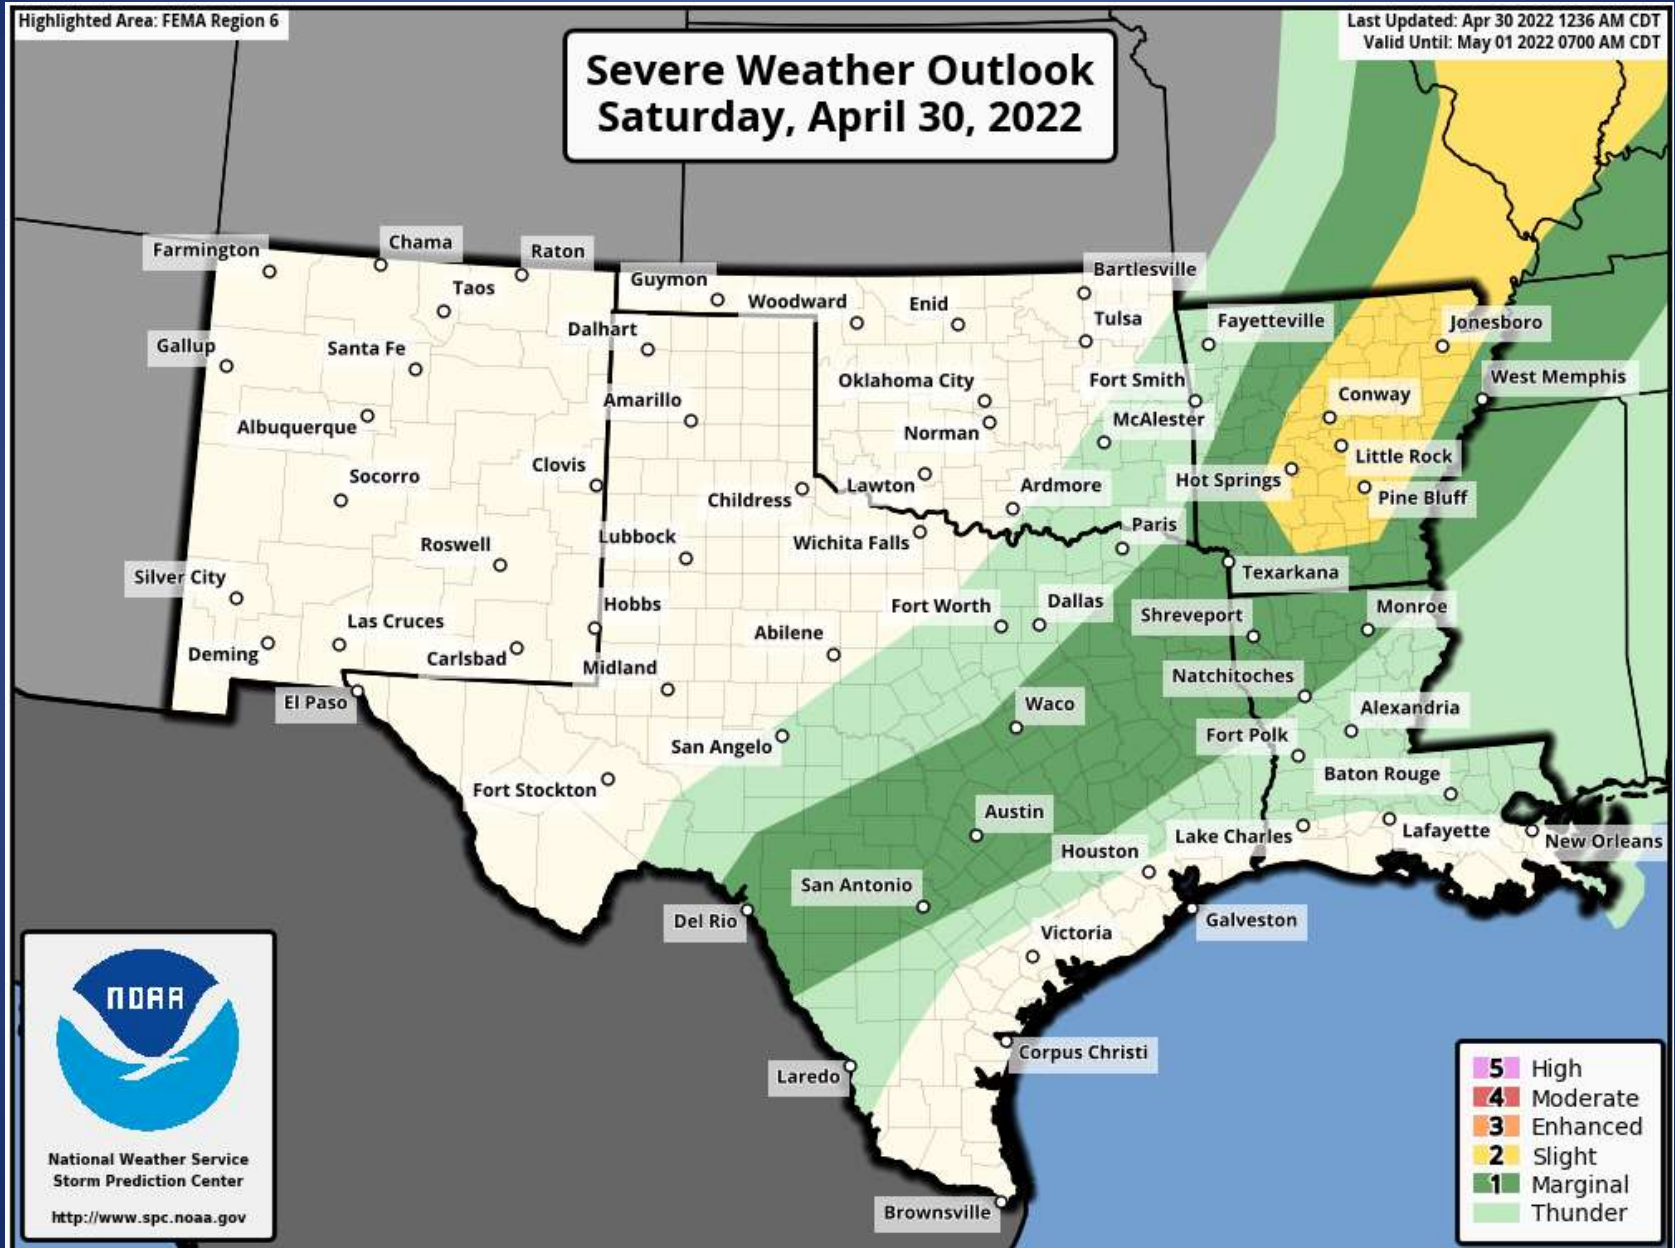 Highlighted Area: FEMA Region 6
Last Updated: Apr 30 2022 1236 AM CDT
Valid Until: May 01 2022 0700 AM CDT
Severe Weather Outlook
Saturday, April 30, 2022
Farmington
Chama
Raton
Taos
Guymon
Woodward
Enid
Bartlesville
Gallup
Santa Fe
Dalhart
Tulsa
Fayetteville
Jonesboro
Albuquerque
Amarillo
Oklahoma City
Fort Smith
West Memphis
Norman
McAlester
Conway
Socorro
Clovis
Childress
Lawton
Ardmore
Hot Springs
Little Rock
Pine Bluff
Roswell
Lubbock
Wichita Falls
Paris
Silver City
Texarkana
Las Cruces
Hobbs
Fort Worth
Dallas
Shreveport
Monroe
Deming
Carlsbad
Midland
Abilene
Natchitoches
El Paso
Waco
Alexandria
San Angelo
Fort Polk
Fort Stockton
Baton Rouge
Austin
Lake Charles
Lafayette
New Orleans
Houston
San Antonio
Del Rio
Galveston
Victoria
Corpus Christi
Laredo
Brownsville
NOAA
National Weather Service
Storm Prediction Center
http://www.spc.noaa.gov
5 High
4 Moderate
3 Enhanced
2 Slight
1 Marginal
Thunder